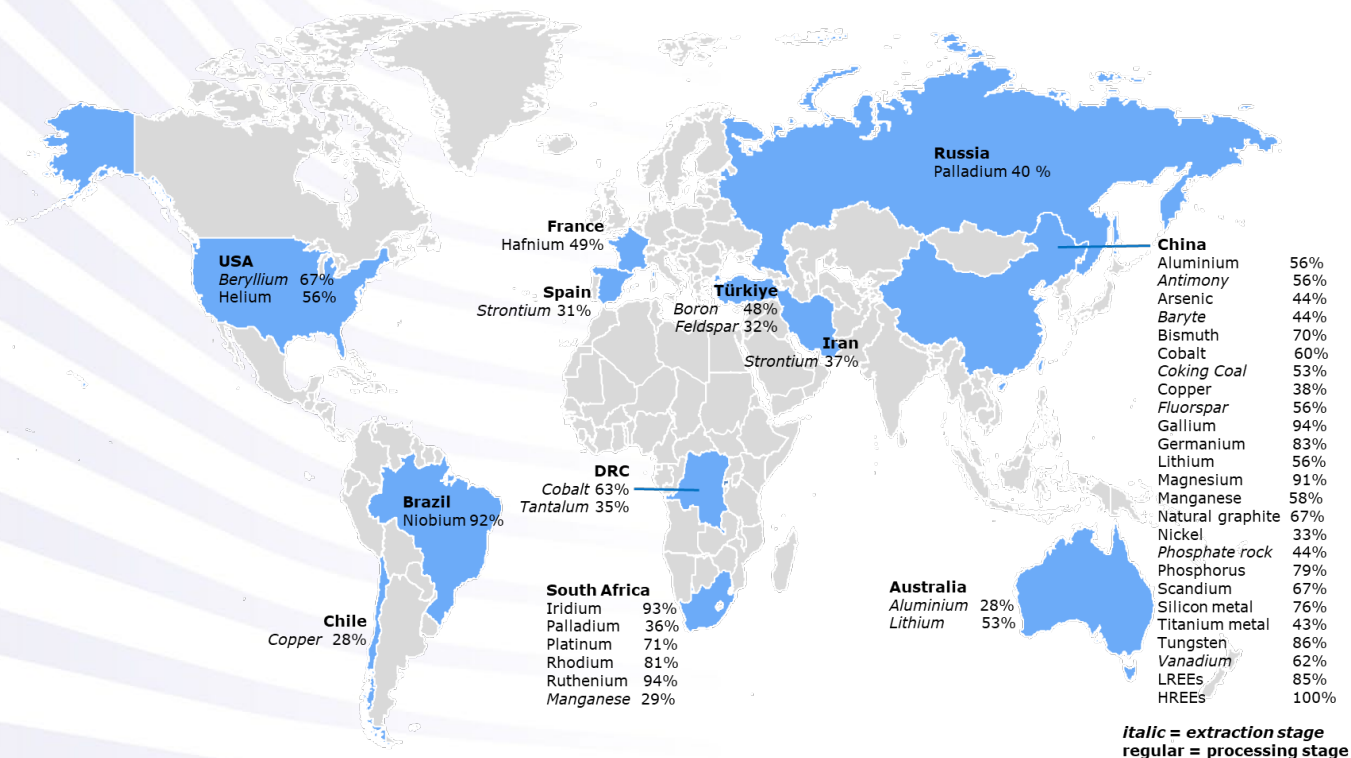 Russia
Palladium 40 %
France
Hafnium 49%
China
Aluminium 56%
Antimony 56%
Arsenic 44%
Baryte 44%
Bismuth 70%
Cobalt 60%
Coking Coal 53%
Copper 38%
Fluorspar 56%
Gallium 94%
Germanium 83%
Lithium 56%
Magnesium 91%
Manganese 58%
Natural graphite 67%
Nickel 33%
Phosphate rock 44%
Phosphorus 79%
Scandium 67%
Silicon metal 76%
Titanium metal 43%
Tungsten 86%
Vanadium 62%
LREEs 85%
HREEs 100%
USA
Beryllium 67%
Helium 56%
Spain
Strontium 31%
Türkiye
Boron 48%
Feldspar 32%
Iran
Strontium 37%
DRC
Cobalt 63%
Tantalum 35%
Brazil
Niobium 92%
South Africa
Iridium 93%
Palladium 36%
Platinum 71%
Rhodium 81%
Ruthenium 94%
Manganese 29%
Australia
Aluminium 28%
Lithium 53%
Chile
Copper 28%
italic = extraction stage
regular = processing stage